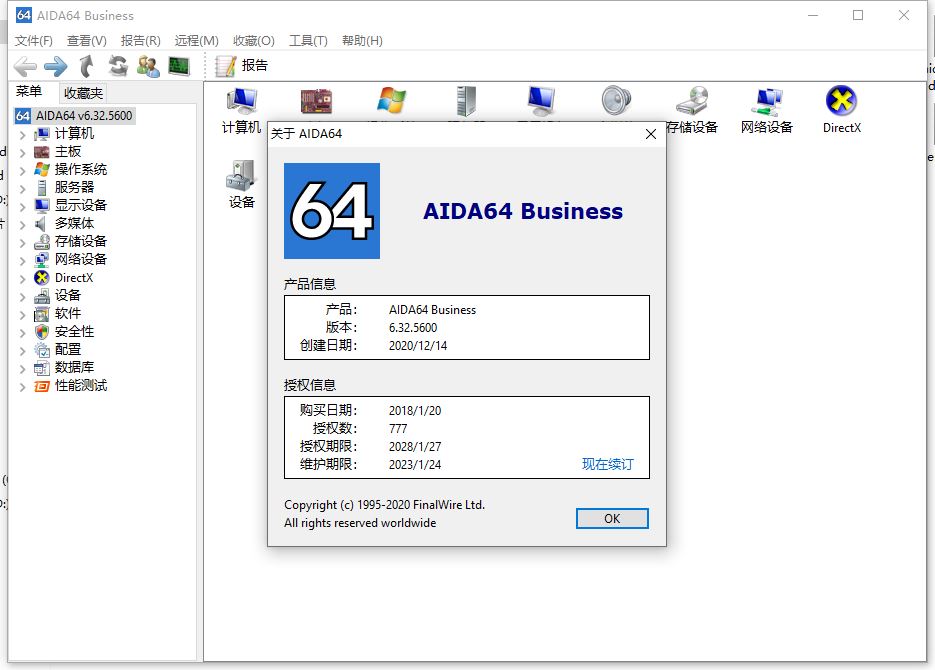 64 AIDA64 Business
文件(F) 查看(V) 报告(R) 远程(M) 收藏(O) 工具(T) 帮助(H)
报告
菜单 收藏夹
64 AIDA64 v6.32.5600
计算机
主板
操作系统
服务器
显示设备
多媒体
存储设备
网络设备
DirectX
设备
软件
安全性
配置
数据库
性能测试
计算机
存储设备
网络设备
DirectX
设备
关于 AIDA64
64
AIDA64 Business
产品信息
产品: AIDA64 Business
版本: 6.32.5600
创建日期: 2020/12/14
授权信息
购买日期: 2018/1/20
授权数: 777
授权期限: 2028/1/27
维护期限: 2023/1/24 现在续订
Copyright (c) 1995-2020 FinalWire Ltd.
All rights reserved worldwide
OK